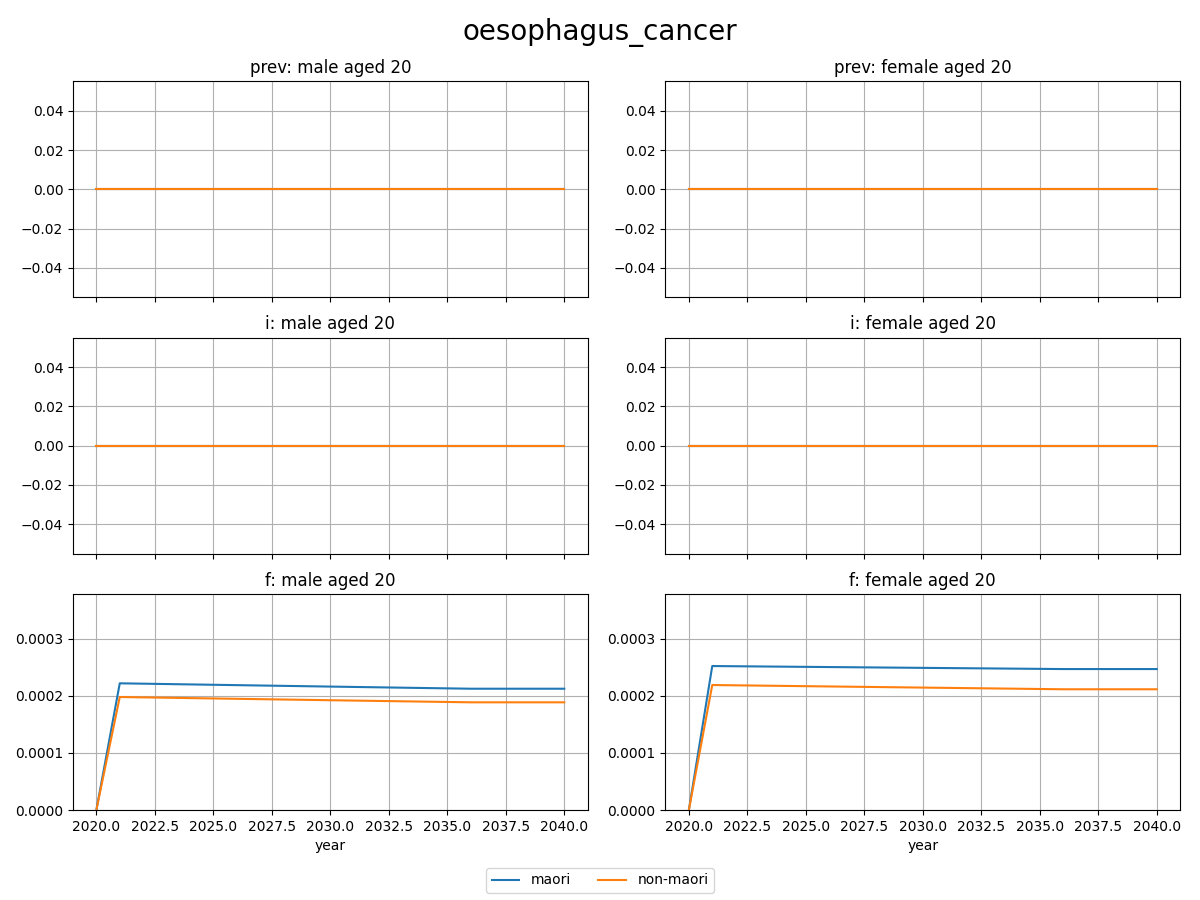 oesophagus_cancer
prev: male aged 20
prev: female aged 20
0.04
0.02
0.00
−0.02
−0.04
0.04
0.02
0.00
−0.02
−0.04
i: male aged 20
i: female aged 20
0.04
0.02
0.00
−0.02
−0.04
0.04
0.02
0.00
−0.02
−0.04
f: male aged 20
f: female aged 20
0.0003
0.0002
0.0001
0.0000
0.0003
0.0002
0.0001
0.0000
2020.0 2022.5 2025.0 2027.5 2030.0 2032.5 2035.0 2037.5 2040.0
2020.0 2022.5 2025.0 2027.5 2030.0 2032.5 2035.0 2037.5 2040.0
year
year
maori
non-maori